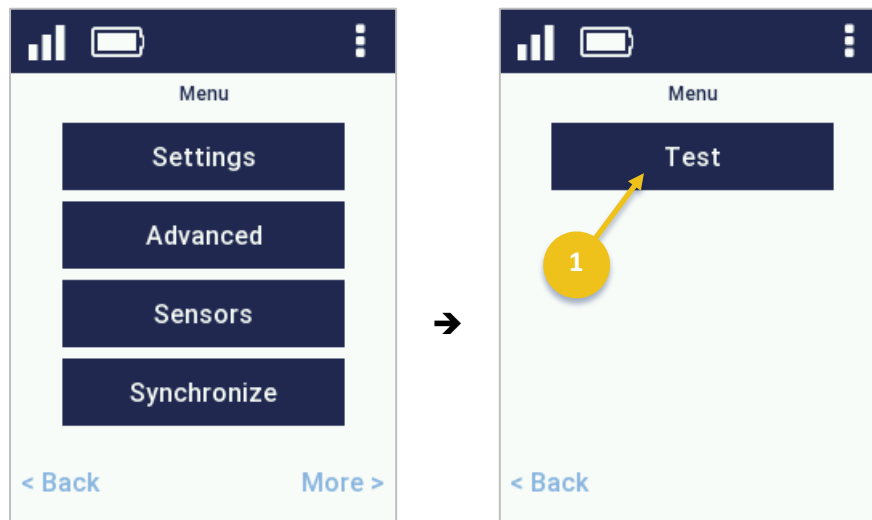 Menu
Settings
Advanced
Sensors
Synchronize
< Back More >
➔
Menu
Test
1
< Back